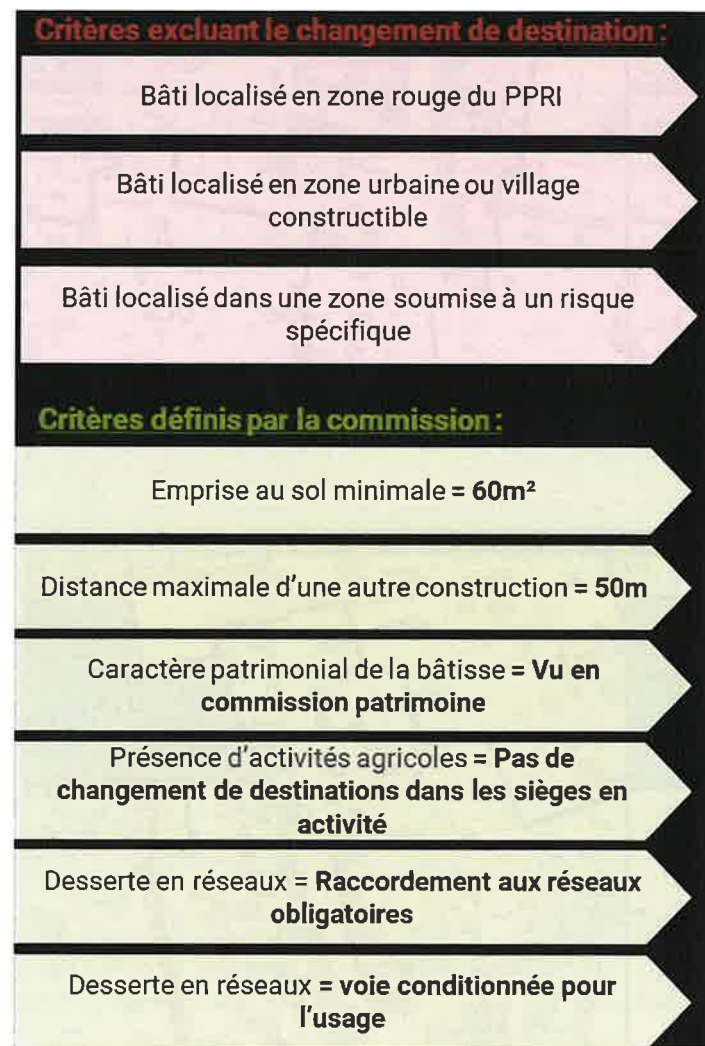 Critères excluant le changement de destination :
Bâti localisé en zone rouge du PPRI
Bâti localisé en zone urbaine ou village
constructible
Bâti localisé dans une zone soumise à un risque
spécifique
Critères définis par la commission :
Emprise au sol minimale = 60m²
Distance maximale d'une autre construction = 50m
Caractère patrimonial de la bâtisse = Vu en
commission patrimoine
Présence d'activités agricoles = Pas de
changement de destinations dans les sièges en
activité
Desserte en réseaux = Raccordement aux réseaux
obligatoires
Desserte en réseaux = voie conditionnée pour
l'usage